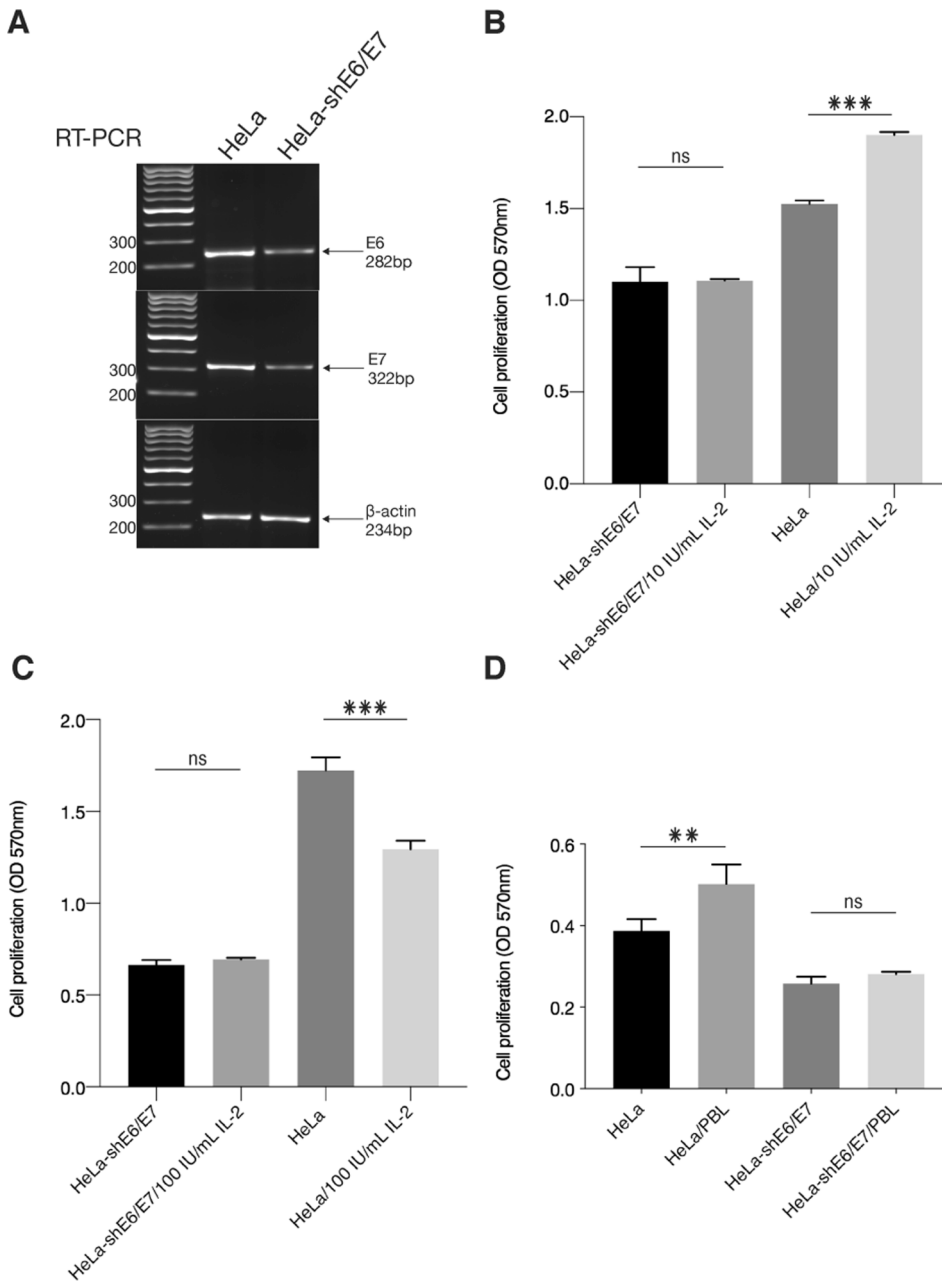 A
RT-PCR
HeLa
HeLa-shE6/E7
300
200
E6
282bp
300
200
E7
322bp
300
200
β-actin
234bp
B
Cell proliferation (OD 570nm)
2.0
1.5
1.0
0.5
0.0
ns
***
HeLa-shE6/E7
HeLa-shE6/E7/10 IU/mL IL-2
HeLa
HeLa/10 IU/mL IL-2
C
Cell proliferation (OD 570nm)
2.0
1.5
1.0
0.5
0.0
ns
***
HeLa-shE6/E7
HeLa-shE6/E7/100 IU/mL IL-2
HeLa
HeLa/100 IU/mL IL-2
D
Cell proliferation (OD 570nm)
0.6
0.4
0.2
0.0
**
ns
HeLa
HeLa/PBL
HeLa-shE6/E7
HeLa-shE6/E7/PBL